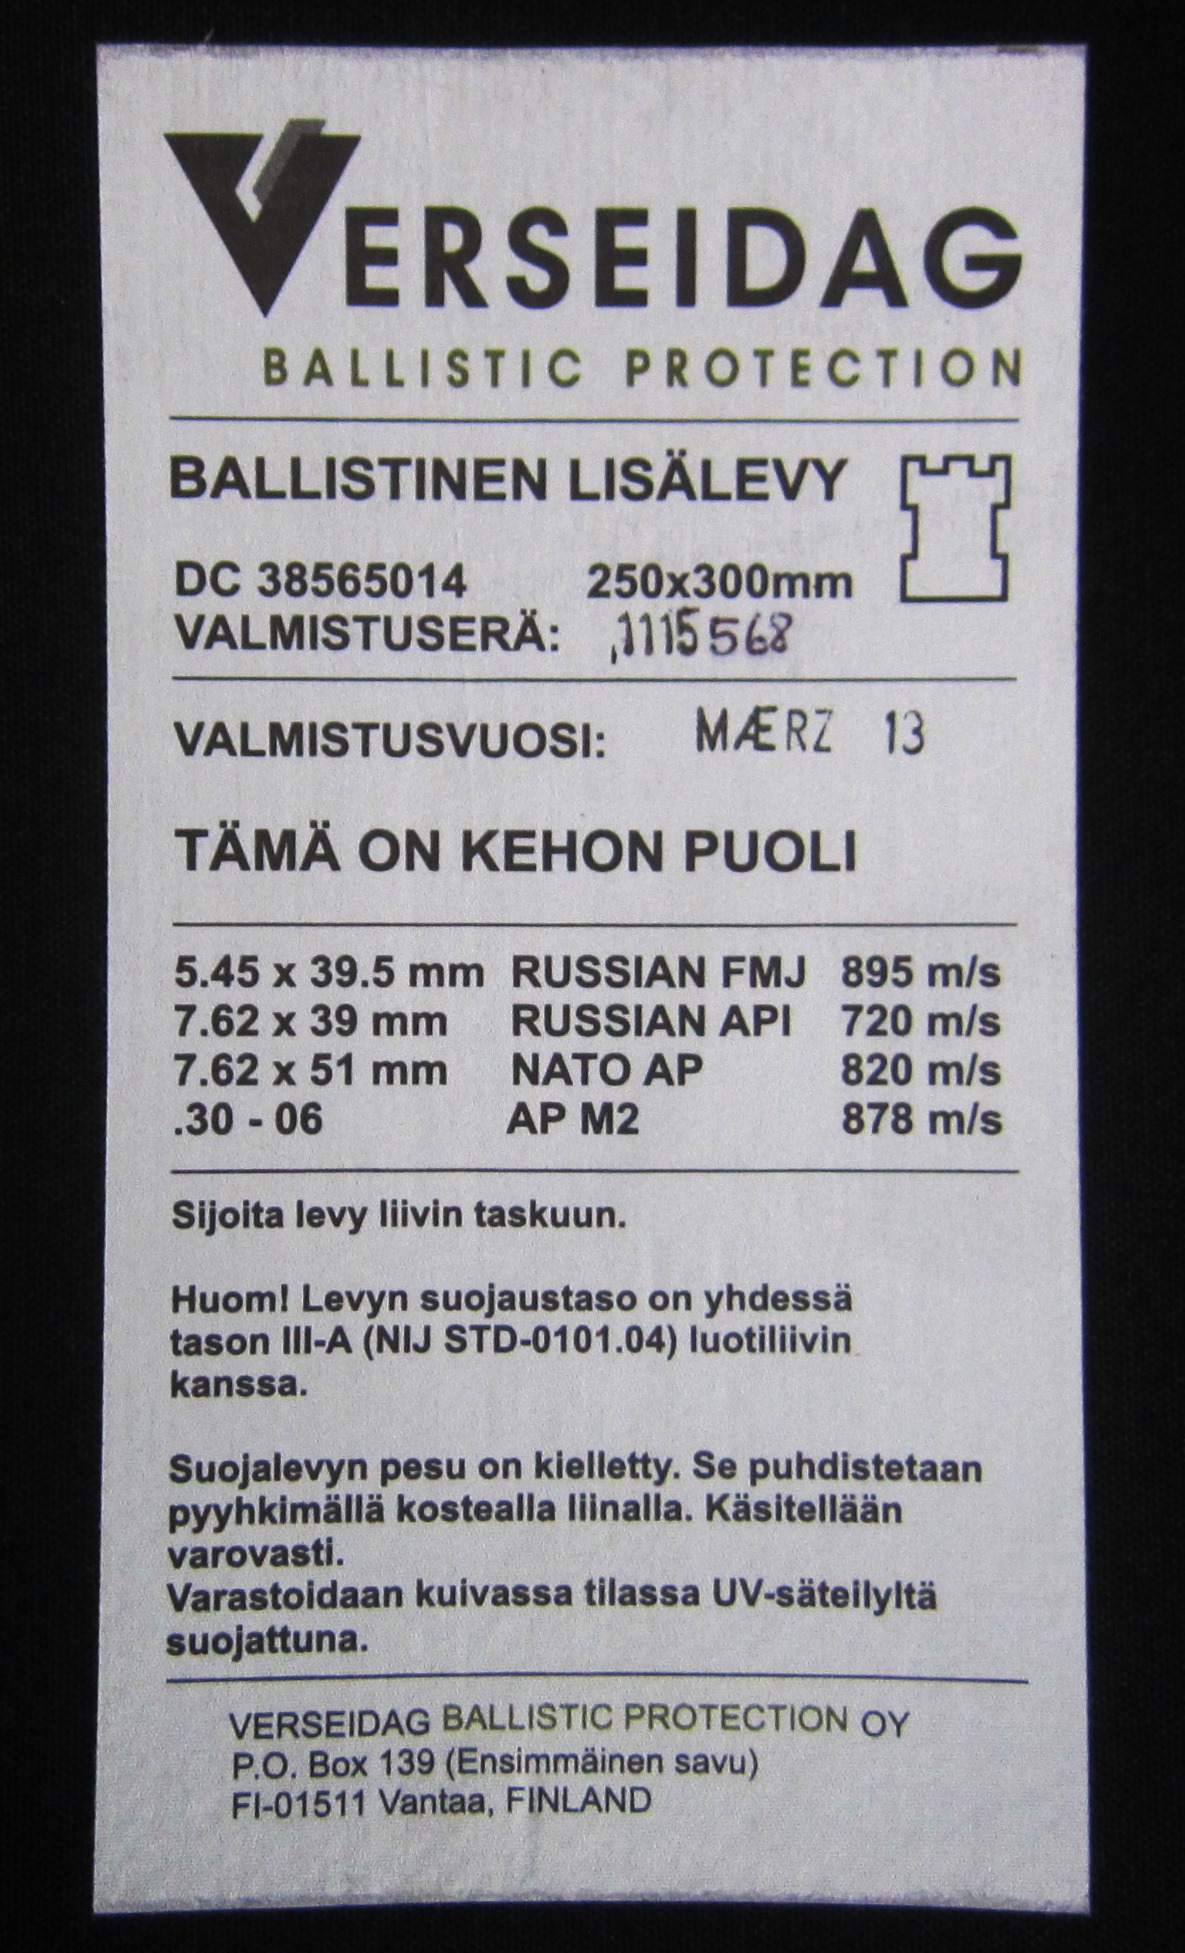 VERSEIDAG
BALLISTIC PROTECTION
BALLISTINEN LISÄLEVY
DC 38565014 250x300mm
VALMISTUSERÄ: 1115568
VALMISTUSVUOSI: MÆRZ 13
TÄMÄ ON KEHON PUOLI
5.45 x 39.5 mm RUSSIAN FMJ 895 m/s
7.62 x 39 mm RUSSIAN API 720 m/s
7.62 x 51 mm NATO AP 820 m/s
.30 - 06 AP M2 878 m/s
Sijoita levy liivin taskuun.
Huom! Levyn suojaustaso on yhdessä
tason III-A (NIJ STD-0101.04) luotiliivin
kanssa.
Suojalevyn pesu on kielletty. Se puhdistetaan
pyyhkimällä kostealla liinalla. Käsitellään
varovasti.
Varastoidaan kuivassa tilassa UV-säteilyltä
suojattuna.
VERSEIDAG BALLISTIC PROTECTION OY
P.O. Box 139 (Ensimmäinen savu)
FI-01511 Vantaa, FINLAND